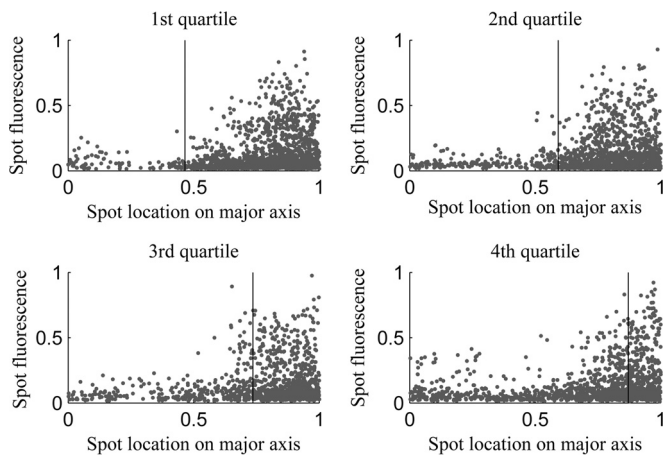 1st quartile
1
0.5
0
Spot fluorescence
0 0.5 1
Spot location on major axis
2nd quartile
1
0.5
0
Spot fluorescence
0 0.5 1
Spot location on major axis
3rd quartile
1
0.5
0
Spot fluorescence
0 0.5 1
Spot location on major axis
4th quartile
1
0.5
0
Spot fluorescence
0 0.5 1
Spot location on major axis